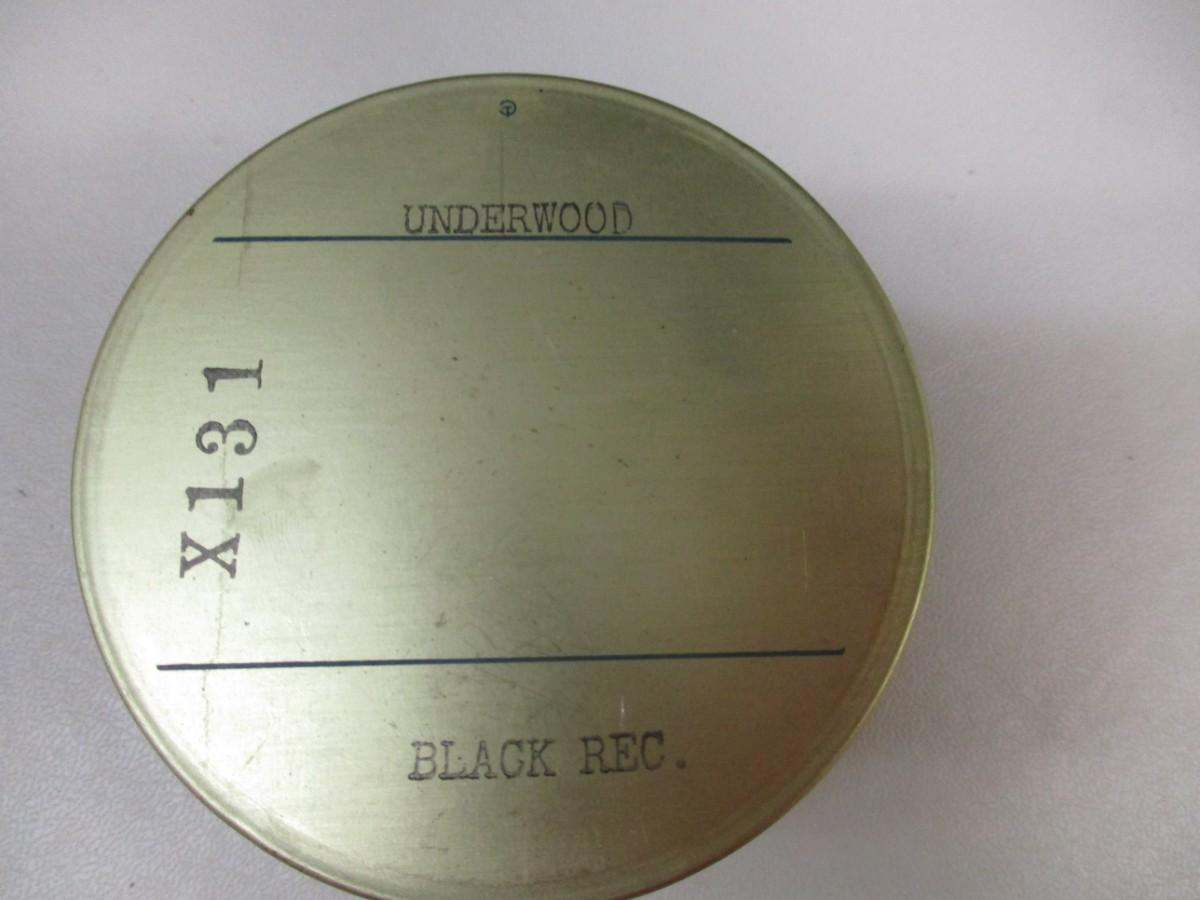 UNDERWOOD
X131
BLACK REC.